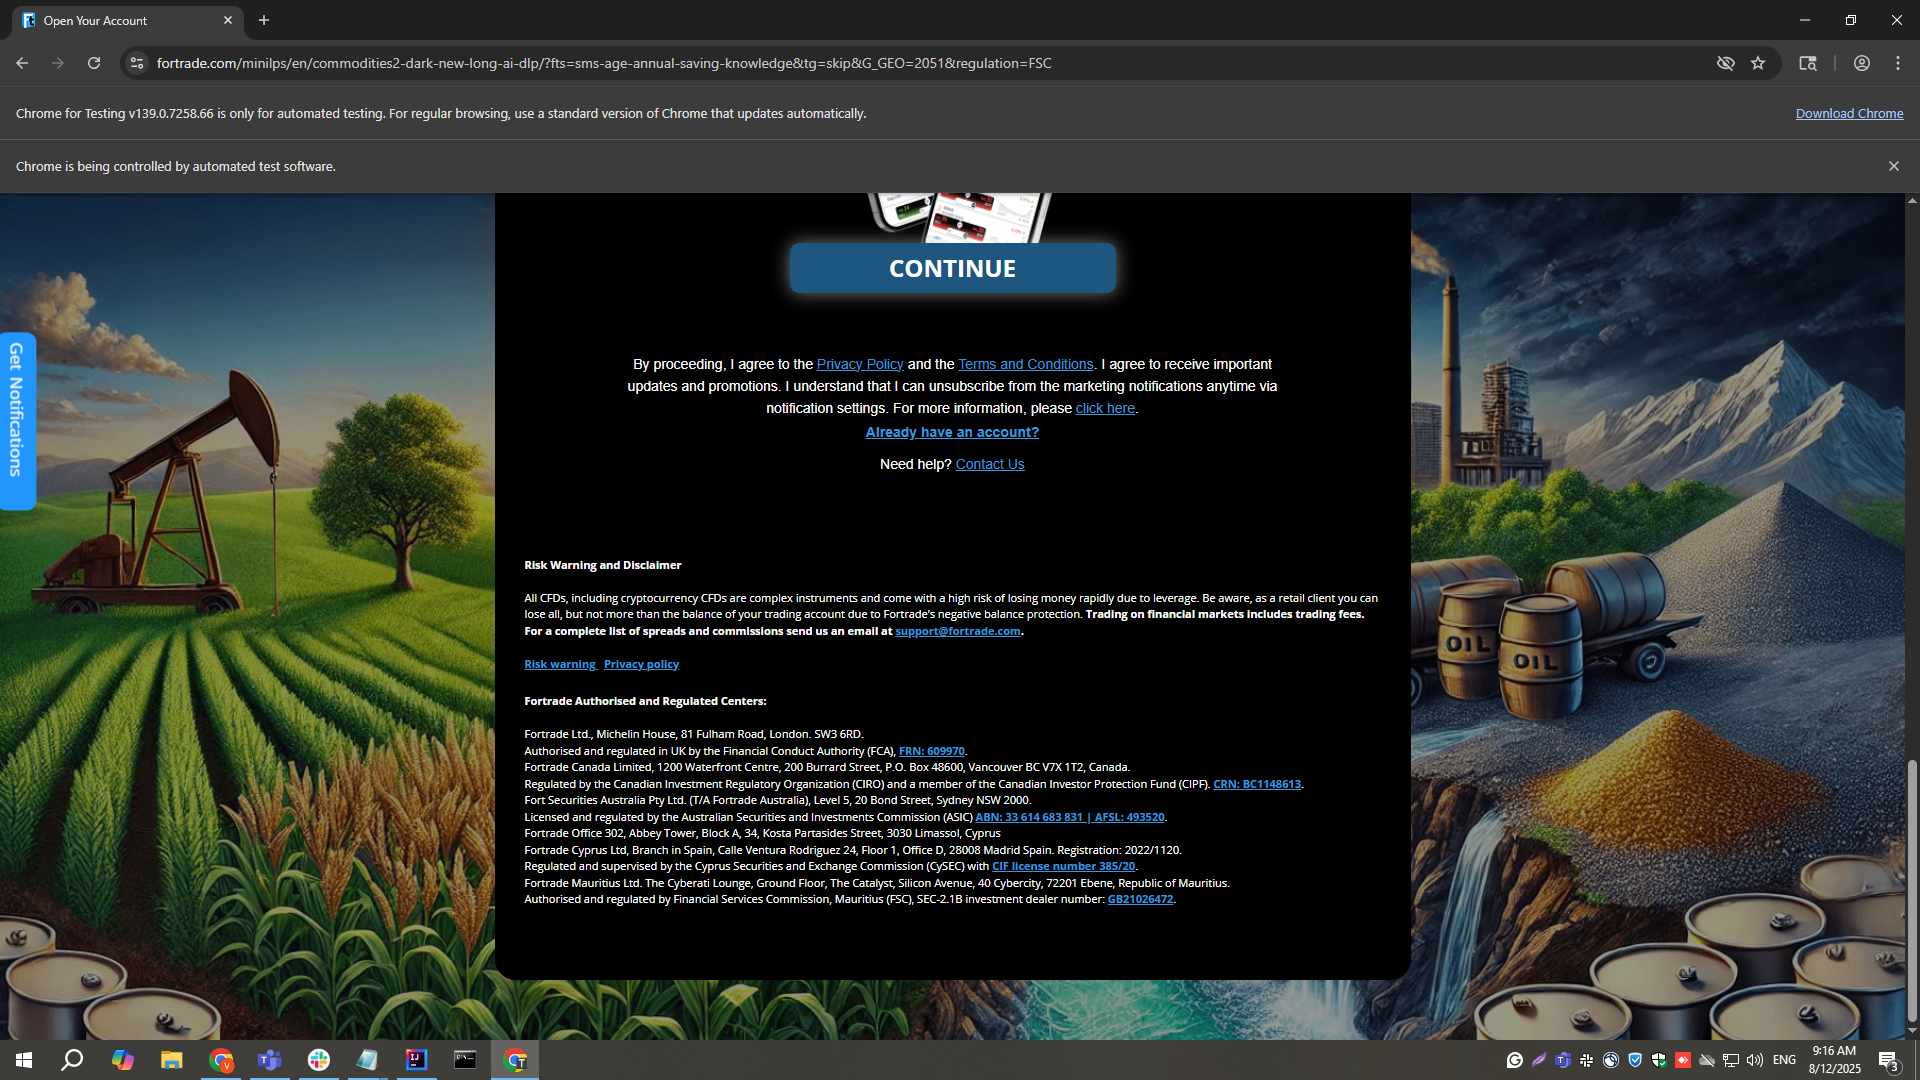 Open Your Account
fortrade.com/minilps/en/commodities2-dark-new-long-ai-dlp/?fts=sms-age-annual-saving-knowledge&tg=skip&G_GEO=2051&regulation=FSC
Chrome for Testing v139.0.7258.66 is only for automated testing. For regular browsing, use a standard version of Chrome that updates automatically.
Download Chrome
Chrome is being controlled by automated test software.
Get Notifications
CONTINUE
By proceeding, I agree to the Privacy Policy and the Terms and Conditions. I agree to receive important
updates and promotions. I understand that I can unsubscribe from the marketing notifications anytime via
notification settings. For more information, please click here.
Already have an account?
Need help? Contact Us
OIL
OIL
Risk Warning and Disclaimer
All CFDs, including cryptocurrency CFDs are complex instruments and come with a high risk of losing money rapidly due to leverage. Be aware, as a retail client you can
lose all, but not more than the balance of your trading account due to Fortrade's negative balance protection. Trading on financial markets includes trading fees.
For a complete list of spreads and commissions send us an email at support@fortrade.com.
Risk warning Privacy policy
Fortrade Authorised and Regulated Centers:
Fortrade Ltd., Michelin House, 81 Fulham Road, London. SW3 6RD.
Authorised and regulated in UK by the Financial Conduct Authority (FCA), FRN: 609970.
Fortrade Canada Limited, 1200 Waterfront Centre, 200 Burrard Street, P.O. Box 48600, Vancouver BC V7X 1T2, Canada.
Regulated by the Canadian Investment Regulatory Organization (CIRO) and a member of the Canadian Investor Protection Fund (CIPF). CRN: BC1148613.
Fort Securities Australia Pty Ltd. (T/A Fortrade Australia), Level 5, 20 Bond Street, Sydney NSW 2000.
Licensed and regulated by the Australian Securities and Investments Commission (ASIC) ABN: 33 614 683 831 | AFSL: 493520.
Fortrade Office 302, Abbey Tower, Block A, 34, Kosta Partasides Street, 3030 Limassol, Cyprus
Fortrade Cyprus Ltd, Branch in Spain, Calle Ventura Rodriguez 24, Floor 1, Office D, 28008 Madrid Spain. Registration: 2022/1120.
Regulated and supervised by the Cyprus Securities and Exchange Commission (CySEC) with CIF license number 385/20.
Fortrade Mauritius Ltd. The Cyberati Lounge, Ground Floor, The Catalyst, Silicon Avenue, 40 Cybercity, 72201 Ebene, Republic of Mauritius.
Authorised and regulated by Financial Services Commission, Mauritius (FSC), SEC-2.1B investment dealer number: GB21026472.
ENG
9:16 AM
8/12/2025
3